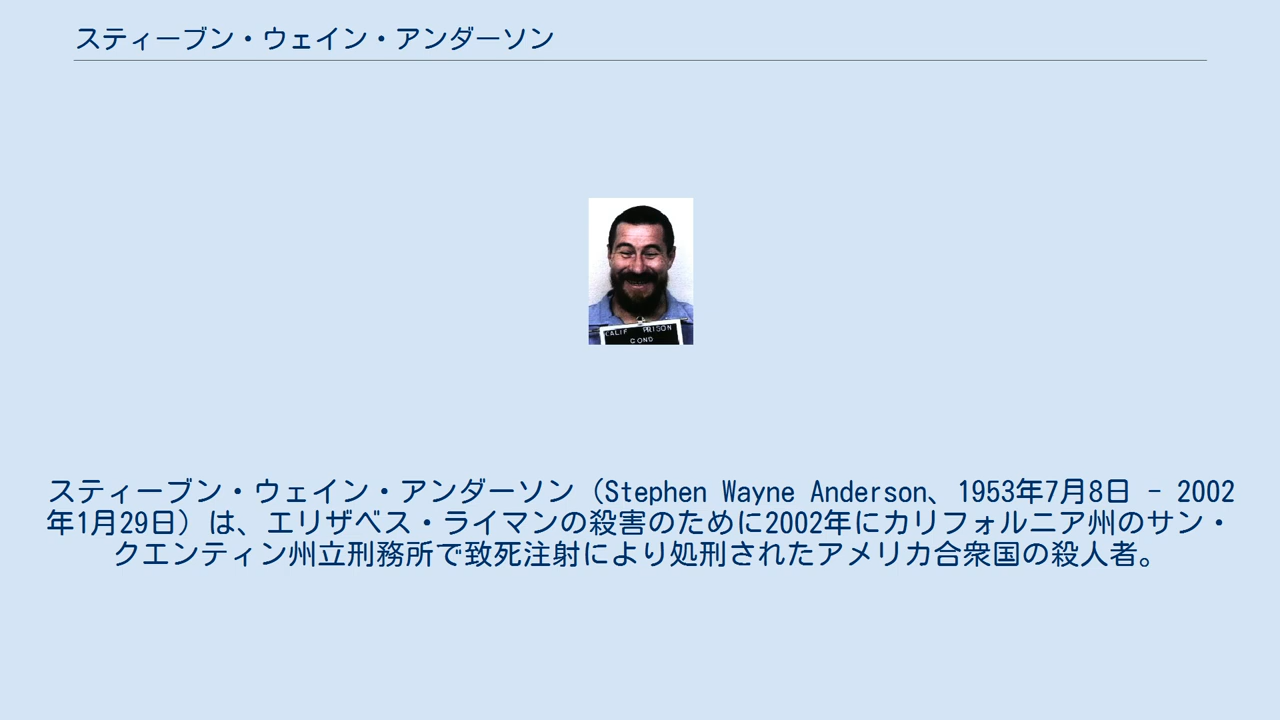 スティーブン・ウェイン・アンダーソン
CALIF PRISON
COND
スティーブン・ウェイン・アンダーソン（Stephen Wayne Anderson、1953年7月8日 - 2002
年1月29日）は、エリザベス・ライマンの殺害のために2002年にカリフォルニア州のサン・
クエンティン州立刑務所で致死注射により処刑されたアメリカ合衆国の殺人者。